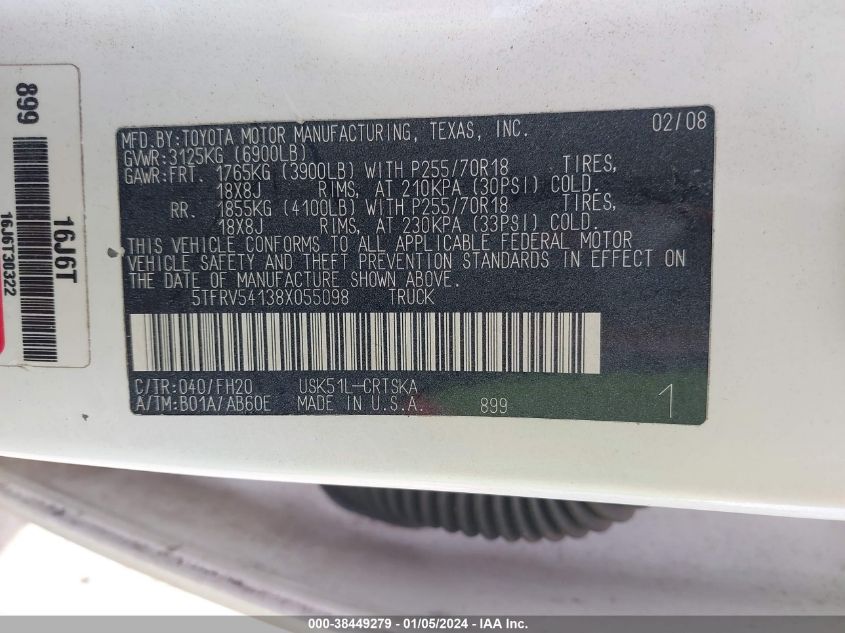 899
16J6T
16J6T30322
MFD.BY:TOYOTA MOTOR MANUFACTURING, TEXAS, INC. 02/08
GVWR:3125KG (6900LB)
GAWR:FRT. 1765KG (3900LB) WITH P255/70R18 TIRES,
18X8J RIMS, AT 210KPA (30PSI) COLD.
RR. 1855KG (4100LB) WITH P255/70R18 TIRES,
18X8J RIMS, AT 230KPA (33PSI) COLD.
THIS VEHICLE CONFORMS TO ALL APPLICABLE FEDERAL MOTOR
VEHICLE SAFETY AND THEFT PREVENTION STANDARDS IN EFFECT ON
THE DATE OF MANUFACTURE SHOWN ABOVE.
5TFRV54138X055098 TRUCK
C/TR:040/FH20 USK51L-CRTSKA
A/TM:B01A/AB60E MADE IN U.S.A. 899 1
000-38449279 - 01/05/2024 - IAA Inc.